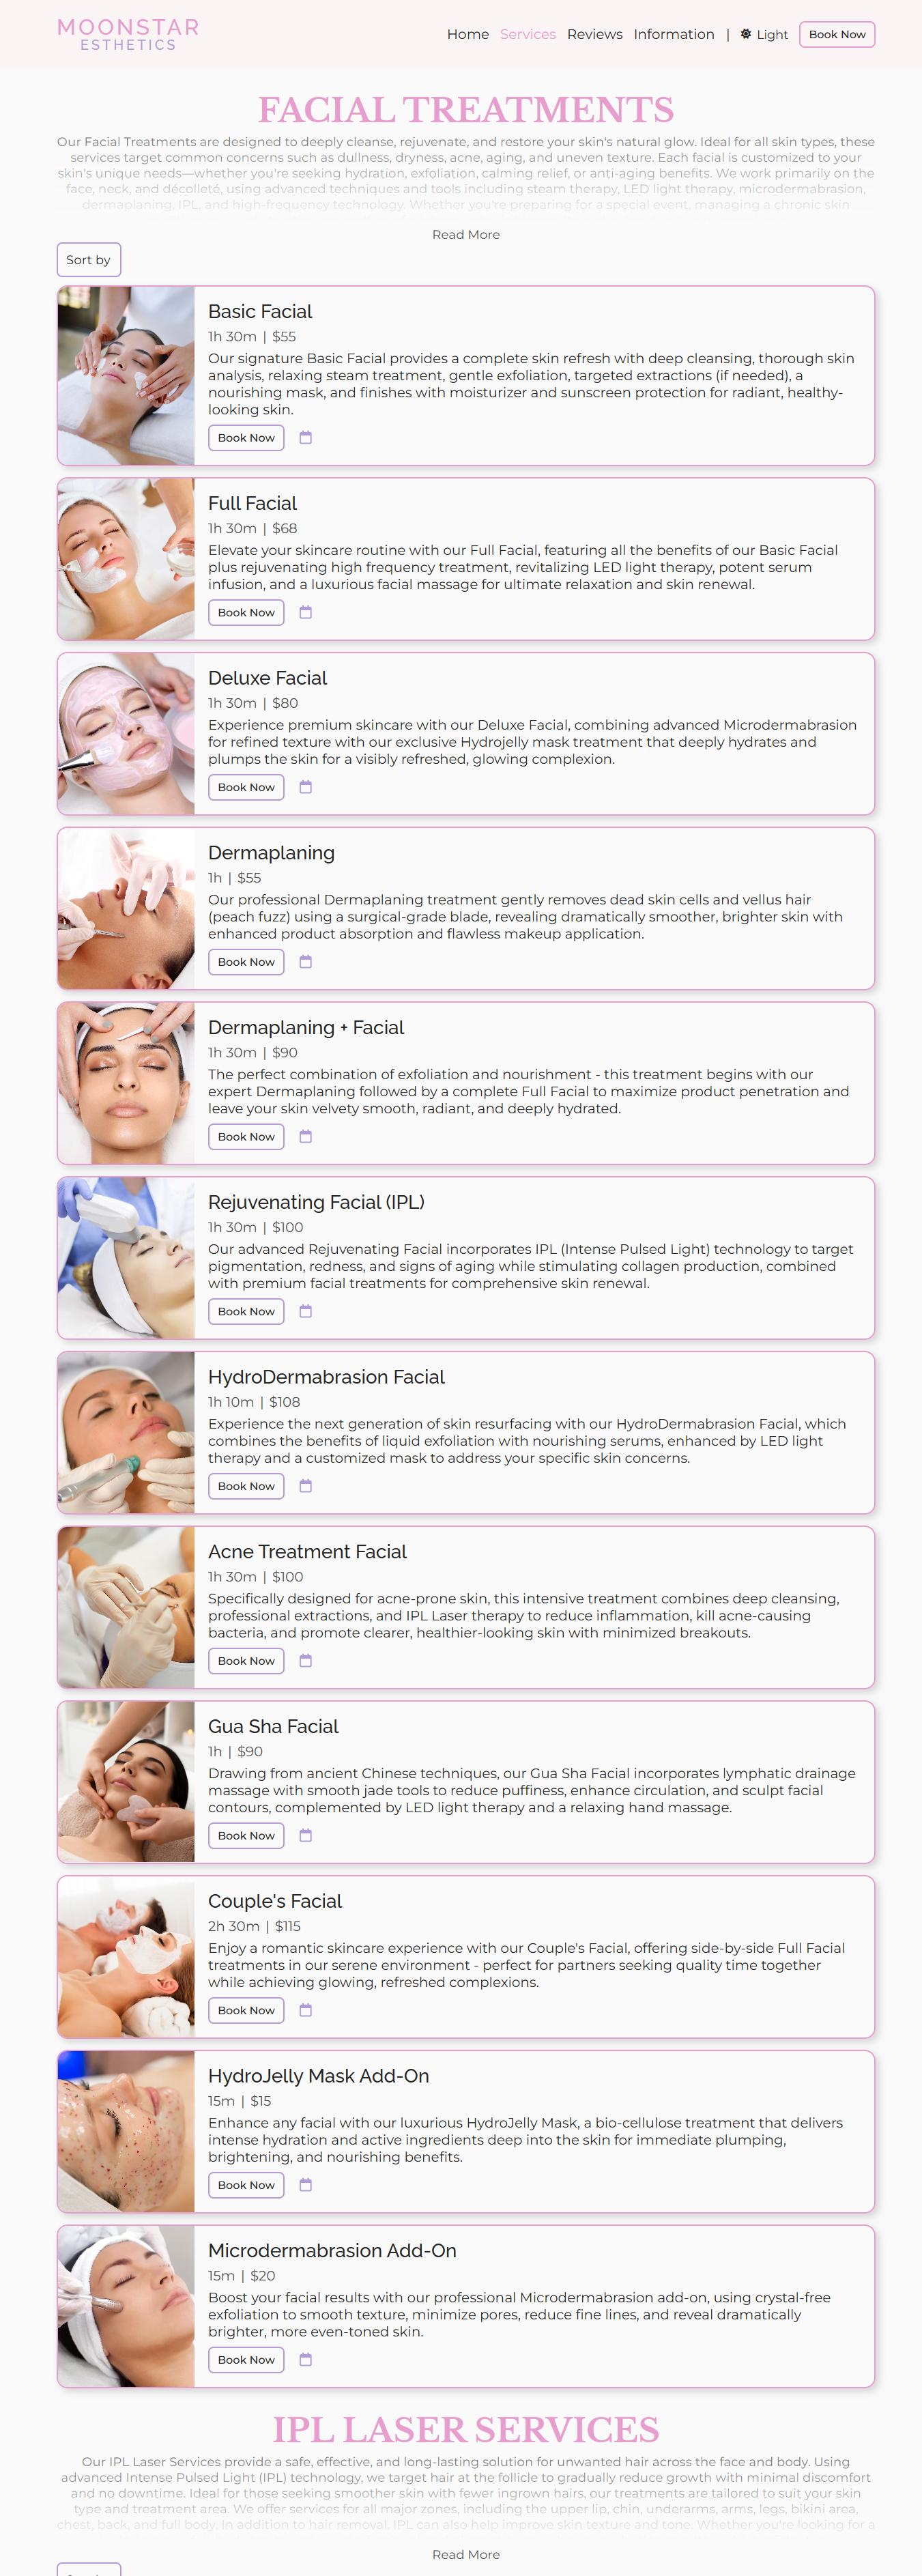 MOONSTAR
ESTHETICS
Home Services Reviews Information | Light Book Now
FACIAL TREATMENTS
Our Facial Treatments are designed to deeply cleanse, rejuvenate, and restore your skin's natural glow. Ideal for all skin types, these
services target common concerns such as dullness, dryness, acne, aging, and uneven texture. Each facial is customized to your
skin's unique needs—whether you're seeking hydration, exfoliation, calming relief, or anti-aging benefits. We work primarily on the
face, neck, and décolleté, using advanced techniques and tools including steam therapy, LED light therapy, microdermabrasion,
dermaplaning, IPL, and high-frequency technology. Whether you're preparing for a special event, managing a chronic skin
Read More
Sort by
Basic Facial
1h 30m | $55
Our signature Basic Facial provides a complete skin refresh with deep cleansing, thorough skin
analysis, relaxing steam treatment, gentle exfoliation, targeted extractions (if needed), a
nourishing mask, and finishes with moisturizer and sunscreen protection for radiant, healthy-
looking skin.
Book Now
Full Facial
1h 30m | $68
Elevate your skincare routine with our Full Facial, featuring all the benefits of our Basic Facial
plus rejuvenating high frequency treatment, revitalizing LED light therapy, potent serum
infusion, and a luxurious facial massage for ultimate relaxation and skin renewal.
Book Now
Deluxe Facial
1h 30m | $80
Experience premium skincare with our Deluxe Facial, combining advanced Microdermabrasion
for refined texture with our exclusive Hydrojelly mask treatment that deeply hydrates and
plumps the skin for a visibly refreshed, glowing complexion.
Book Now
Dermaplaning
1h | $55
Our professional Dermaplaning treatment gently removes dead skin cells and vellus hair
(peach fuzz) using a surgical-grade blade, revealing dramatically smoother, brighter skin with
enhanced product absorption and flawless makeup application.
Book Now
Dermaplaning + Facial
1h 30m | $90
The perfect combination of exfoliation and nourishment - this treatment begins with our
expert Dermaplaning followed by a complete Full Facial to maximize product penetration and
leave your skin velvety smooth, radiant, and deeply hydrated.
Book Now
Rejuvenating Facial (IPL)
1h 30m | $100
Our advanced Rejuvenating Facial incorporates IPL (Intense Pulsed Light) technology to target
pigmentation, redness, and signs of aging while stimulating collagen production, combined
with premium facial treatments for comprehensive skin renewal.
Book Now
HydroDermabrasion Facial
1h 10m | $108
Experience the next generation of skin resurfacing with our HydroDermabrasion Facial, which
combines the benefits of liquid exfoliation with nourishing serums, enhanced by LED light
therapy and a customized mask to address your specific skin concerns.
Book Now
Acne Treatment Facial
1h 30m | $100
Specifically designed for acne-prone skin, this intensive treatment combines deep cleansing,
professional extractions, and IPL Laser therapy to reduce inflammation, kill acne-causing
bacteria, and promote clearer, healthier-looking skin with minimized breakouts.
Book Now
Gua Sha Facial
1h | $90
Drawing from ancient Chinese techniques, our Gua Sha Facial incorporates lymphatic drainage
massage with smooth jade tools to reduce puffiness, enhance circulation, and sculpt facial
contours, complemented by LED light therapy and a relaxing hand massage.
Book Now
Couple's Facial
2h 30m | $115
Enjoy a romantic skincare experience with our Couple's Facial, offering side-by-side Full Facial
treatments in our serene environment - perfect for partners seeking quality time together
while achieving glowing, refreshed complexions.
Book Now
HydroJelly Mask Add-On
15m | $15
Enhance any facial with our luxurious HydroJelly Mask, a bio-cellulose treatment that delivers
intense hydration and active ingredients deep into the skin for immediate plumping,
brightening, and nourishing benefits.
Book Now
Microdermabrasion Add-On
15m | $20
Boost your facial results with our professional Microdermabrasion add-on, using crystal-free
exfoliation to smooth texture, minimize pores, reduce fine lines, and reveal dramatically
brighter, more even-toned skin.
Book Now
IPL LASER SERVICES
Our IPL Laser Services provide a safe, effective, and long-lasting solution for unwanted hair across the face and body. Using
advanced Intense Pulsed Light (IPL) technology, we target hair at the follicle to gradually reduce growth with minimal discomfort
and no downtime. Ideal for those seeking smoother skin with fewer ingrown hairs, our treatments are tailored to suit your skin
type and treatment area. We offer services for all major zones, including the upper lip, chin, underarms, arms, legs, bikini area,
chest, back, and full body. In addition to hair removal, IPL can also help improve skin texture and tone. Whether you're looking for a
Read More